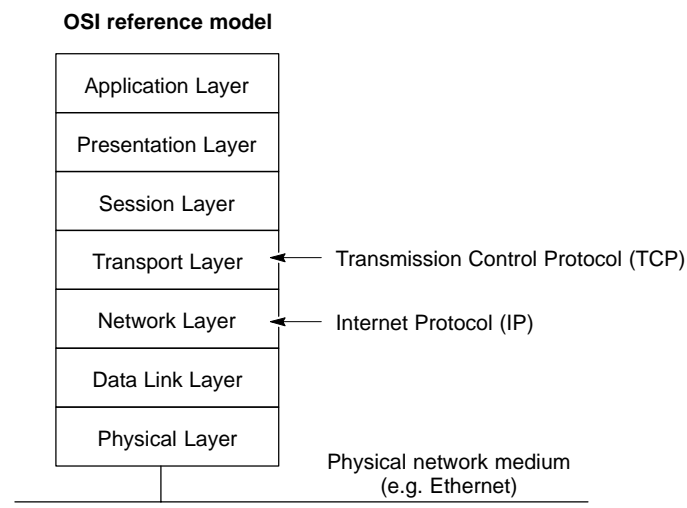 OSI reference model
Application Layer
Presentation Layer
Session Layer
Transport Layer
Transmission Control Protocol (TCP)
Network Layer
Internet Protocol (IP)
Data Link Layer
Physical Layer
Physical network medium
(e.g. Ethernet)